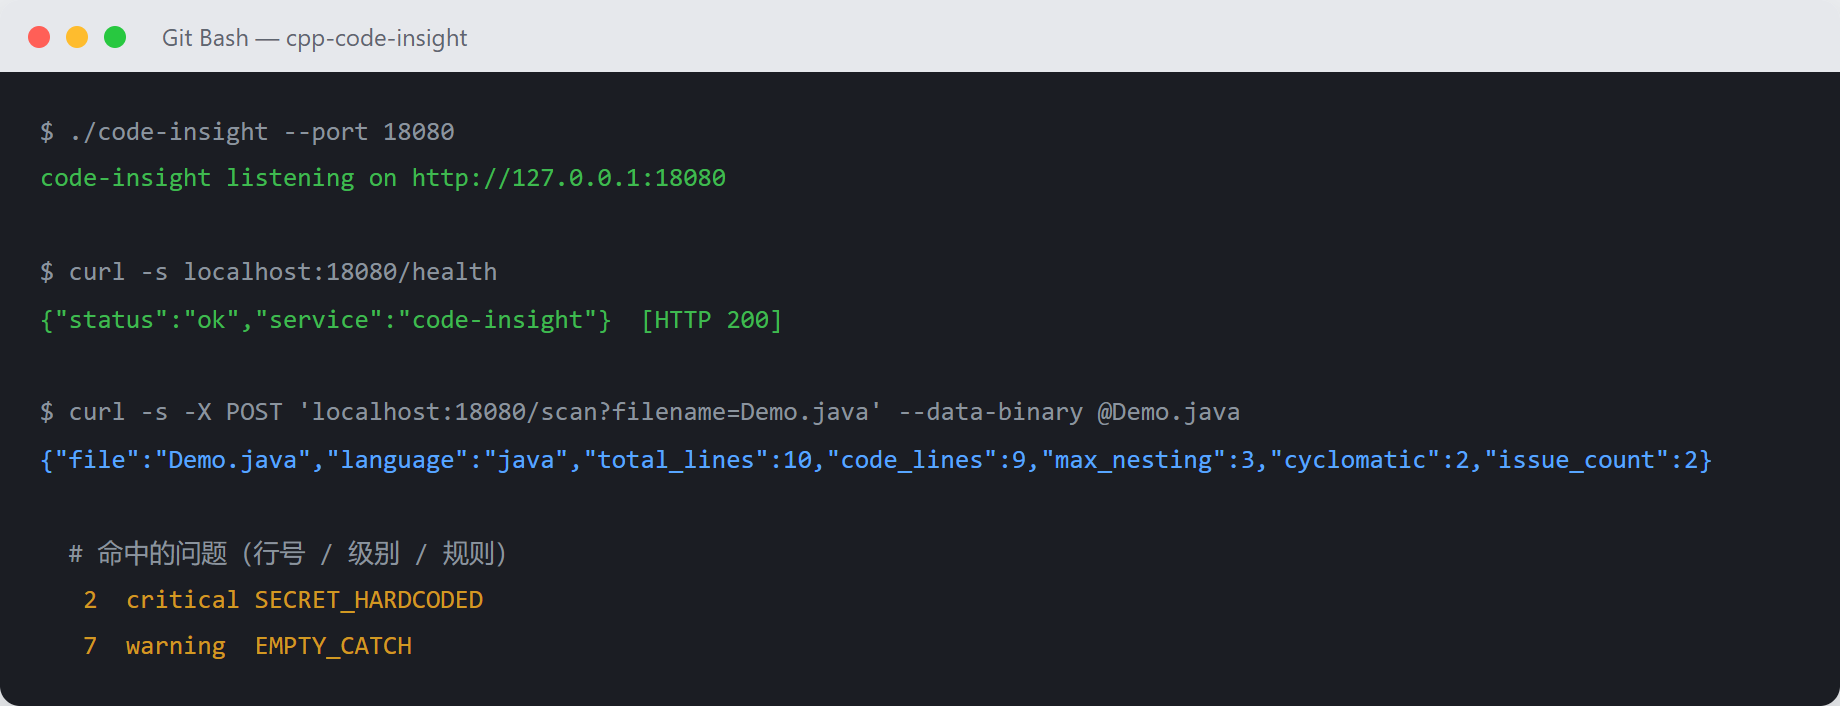 Git Bash — cpp-code-insight
$ ./code-insight --port 18080
code-insight listening on http://127.0.0.1:18080
$ curl -s localhost:18080/health
{"status":"ok","service":"code-insight"}  [HTTP 200]
$ curl -s -X POST 'localhost:18080/scan?filename=Demo.java' --data-binary @Demo.java
{"file":"Demo.java","language":"java","total_lines":10,"code_lines":9,"max_nesting":3,"cyclomatic":2,"issue_count":2}
# 命中的问题（行号 / 级别 / 规则）
2  critical SECRET_HARDCODED
7  warning  EMPTY_CATCH